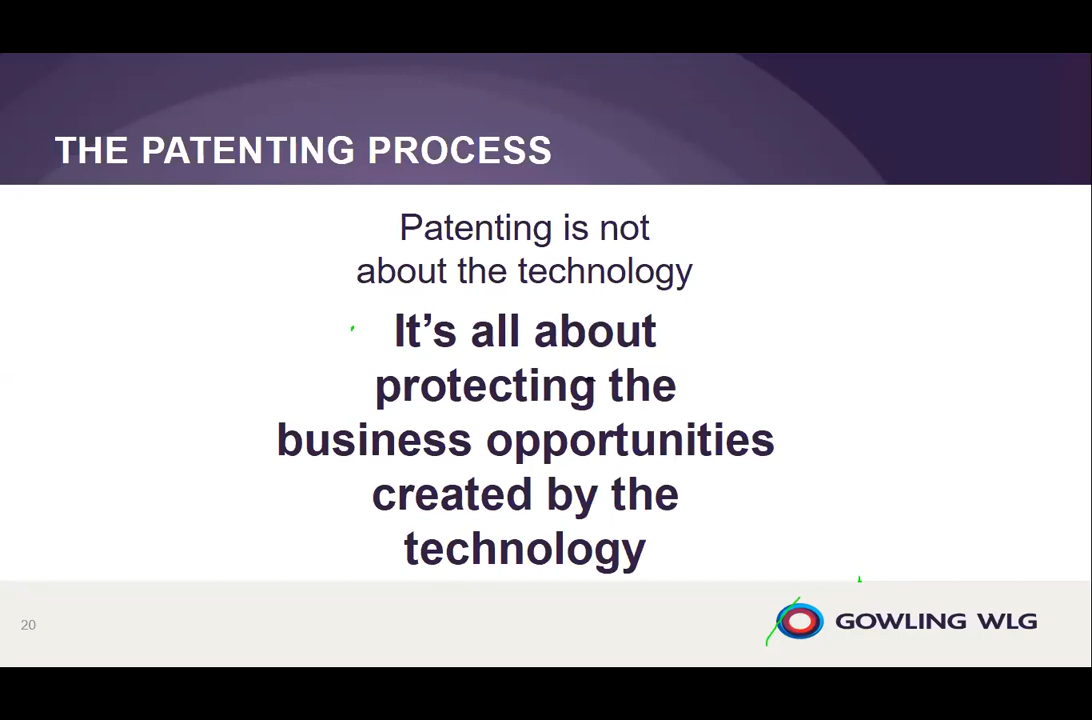 THE PATENTING PROCESS
Patenting is not
about the technology
It’s all about
protecting the
business opportunities
created by the
technology
20
GOWLING WLG